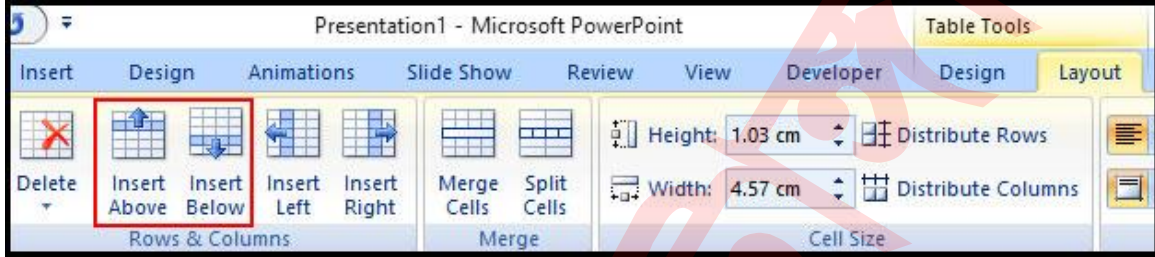 Presentation1 - Microsoft PowerPoint Table Tools
Insert Design Animations Slide Show Review View Developer Design Layout
Height: 1.03 cm Distribute Rows
Delete Insert Insert Insert Insert Merge Split Width: 4.57 cm Distribute Columns
Above Below Left Right Cells Cells
Rows & Columns Merge Cell Size